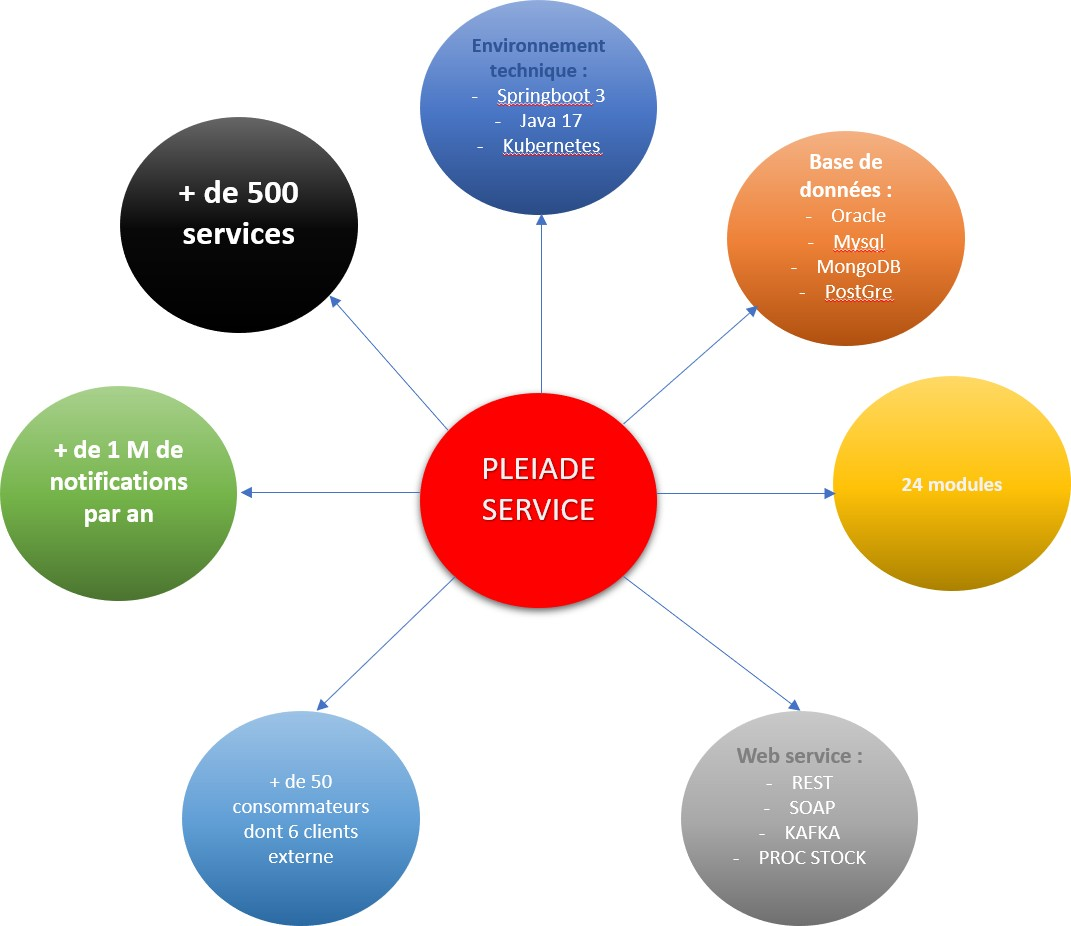 Environnement
technique :
- Springboot 3
- Java 17
- Kubernetes
+ de 500
services
Base de
données :
- Oracle
- Mysql
- MongoDB
- PostGre
+ de 1 M de
notifications
par an
PLEIADE
SERVICE
24 modules
+ de 50
consommateurs
dont 6 clients
externe
Web service :
- REST
- SOAP
- KAFKA
- PROC STOCK